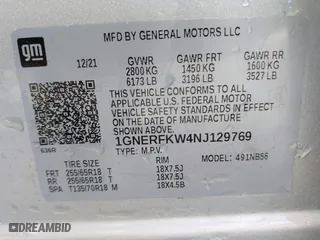 gm
MFD BY GENERAL MOTORS LLC
12/21 GVWR GAWR FRT GAWR RR
2800 KG 1450 KG 1600 KG
6173 LB 3196 LB 3527 LB
THIS VEHICLE CONFORMS TO ALL
APPLICABLE U.S. FEDERAL MOTOR
VEHICLE SAFETY STANDARDS IN
EFFECT ON THE DATE OF
MANUFACTURE SHOWN ABOVE.
1GNERFKW4NJ129769
TYPE: M.P.V. MODEL: 491NB56
TIRE SIZE RIM
FRT 255/65R18 T 18X7.5J
RR 255/65R18 T 18X7.5J
SPA T135/70R18 M 18X4.5B
DREAMBID.COM